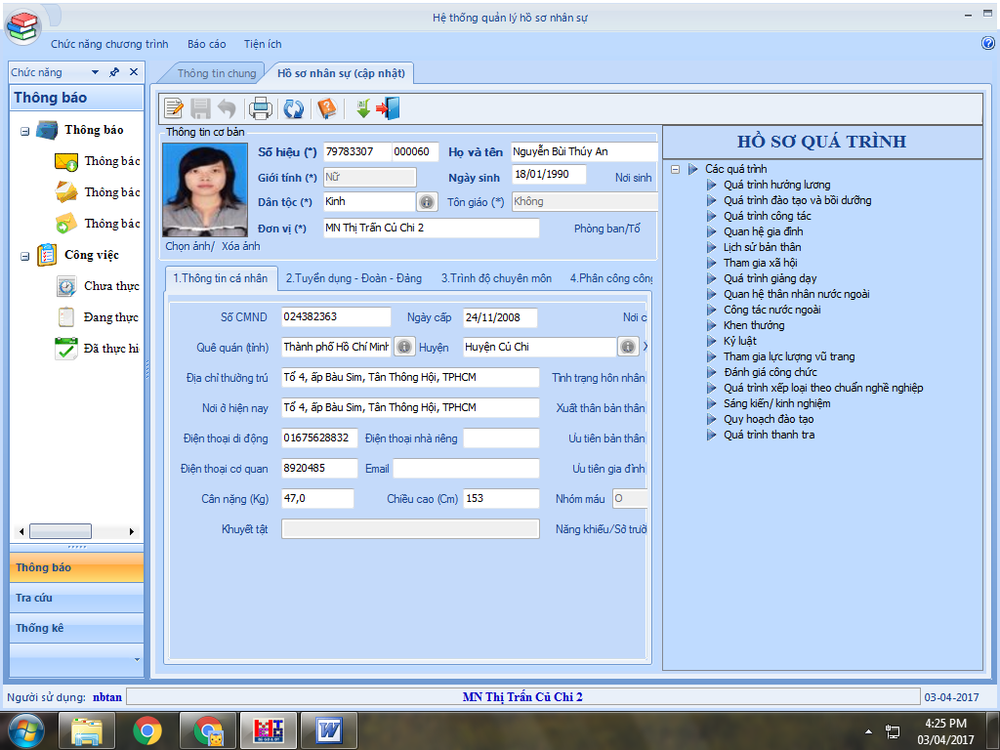 Hệ thống quản lý hồ sơ nhân sự
Chức năng chương trình Báo cáo Tiện ích
Chức năng
Thông báo
Thông báo
Thông báo
Thông báo
Thông báo
Công việc
Chưa thực
Đang thực
Đã thực hi
Thông báo
Tra cứu
Thống kê
Thông tin chung Hồ sơ nhân sự (cập nhật)
Thông tin cơ bản
Số hiệu (*) 79783307 000060 Họ và tên Nguyễn Bùi Thúy An
Giới tính (*) Nữ Ngày sinh 18/01/1990 Nơi sinh
Dân tộc (*) Kinh Tôn giáo (*) Không
Đơn vị (*) MN Thị Trấn Củ Chi 2 Phòng ban/Tổ
Chọn ảnh/ Xóa ảnh
1.Thông tin cá nhân 2.Tuyển dụng - Đoàn - Đảng 3.Trình độ chuyên môn 4.Phân công công
Số CMND 024382363 Ngày cấp 24/11/2008 Nơi c
Quê quán (tỉnh) Thành phố Hồ Chí Minh Huyện Huyện Củ Chi X
Địa chỉ thường trú Tổ 4, ấp Bàu Sim, Tân Thông Hội, TPHCM Tình trạng hôn nhân
Nơi ở hiện nay Tổ 4, ấp Bàu Sim, Tân Thông Hội, TPHCM Xuất thân bản thân
Điện thoại di động 01675628832 Điện thoại nhà riêng Ưu tiên bản thân
Điện thoại cơ quan 8920485 Email Ưu tiên gia đình
Cân nặng (Kg) 47,0 Chiều cao (Cm) 153 Nhóm máu O
Khuyết tật Năng khiếu/Sở trườ
HỒ SƠ QUÁ TRÌNH
Các quá trình
Quá trình hưởng lương
Quá trình đào tạo và bồi dưỡng
Quá trình công tác
Quan hệ gia đình
Lịch sử bản thân
Tham gia xã hội
Quá trình giảng dạy
Quan hệ thân nhân nước ngoài
Công tác nước ngoài
Khen thưởng
Kỷ luật
Tham gia lực lượng vũ trang
Đánh giá công chức
Quá trình xếp loại theo chuẩn nghề nghiệp
Sáng kiến/ kinh nghiệm
Quy hoạch đào tạo
Quá trình thanh tra
Người sử dụng: nbtan MN Thị Trấn Củ Chi 2 03-04-2017
4:25 PM
03/04/2017